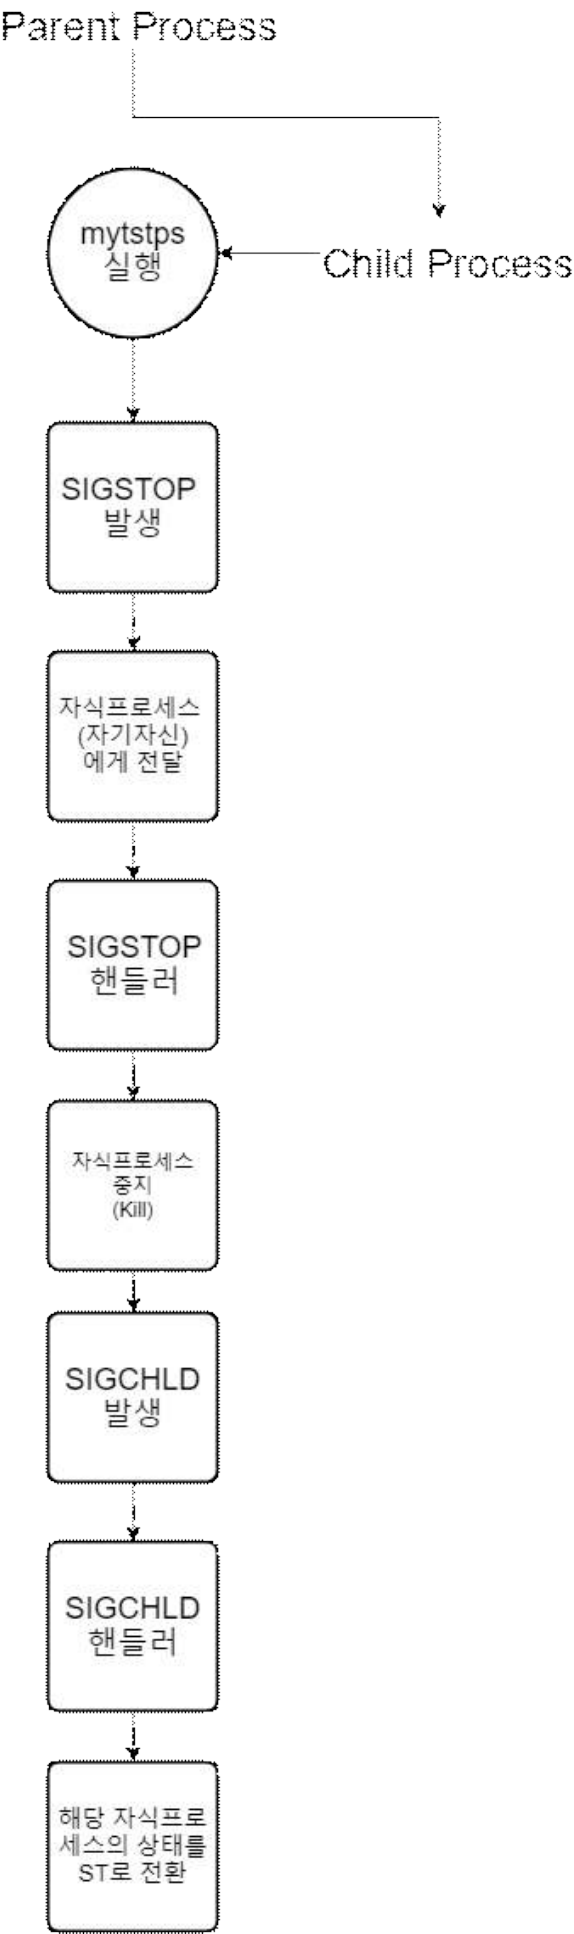 Parent Process
mytstps
실행
Child Process
SIGSTOP
발생
자식프로세스
(자기자신)
에게 전달
SIGSTOP
핸들러
자식프로세스
중지
(Kill)
SIGCHLD
발생
SIGCHLD
핸들러
해당 자식프로
세스의 상태를
ST로 전환